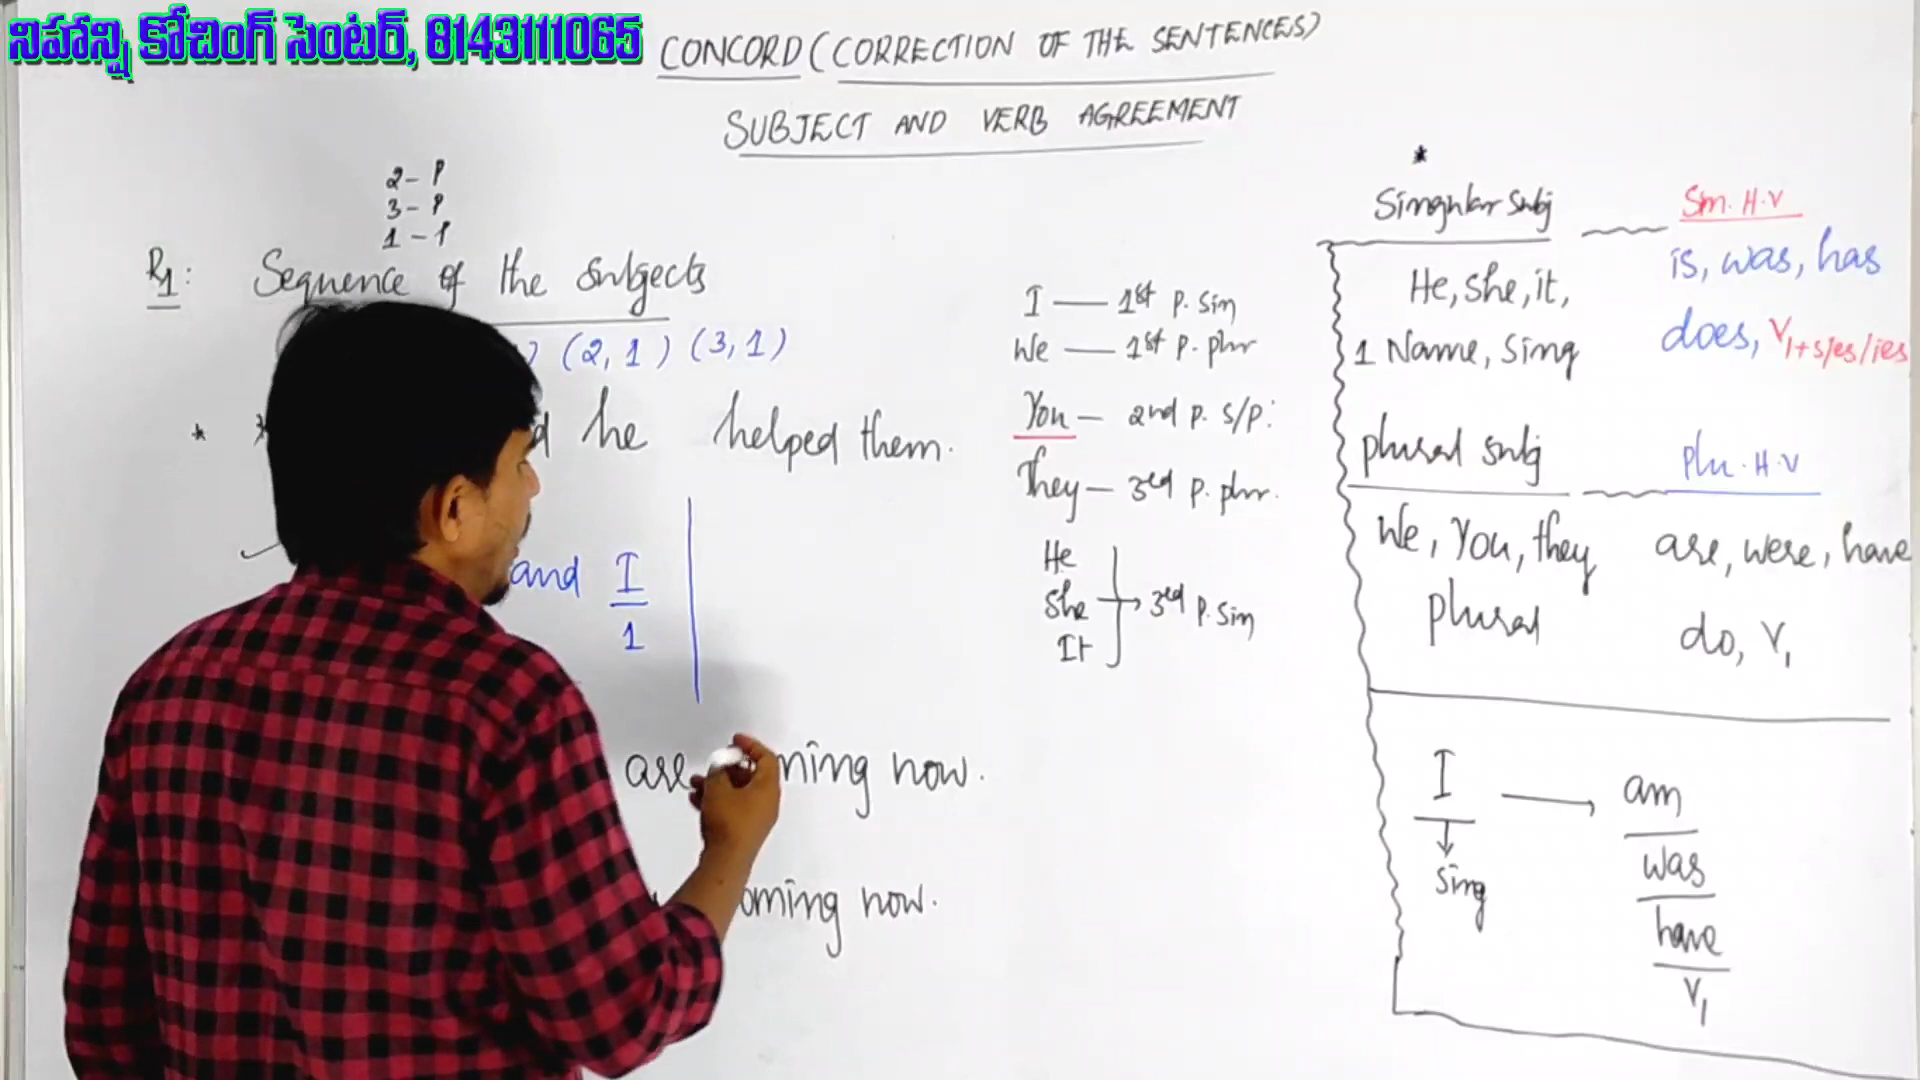 నిహాన్షి కోచింగ్ సెంటర్, 8143111065
CONCORD (CORRECTION OF THE SENTENCES)
SUBJECT AND VERB AGREEMENT
2 - P
3 - P
1 - P
R1: Sequence of the subjects
(2, 1) (3, 1)
* he helped them.
and I
1
are ming now.
oming now.
I — 1st p. Sin
We — 1st p. plur
You — 2nd p. s/p:
They — 3rd p. plur.
He
She → 3rd p. Sin
It
*
Singular Subj Sin. H.V
He, She, it, is, was, has
1 Name, Sing does, V1+s/es/ies
plural Subj Plu. H.V
We, You, they are, were, have
plural do, V1
I → am
Sing was
have
V1